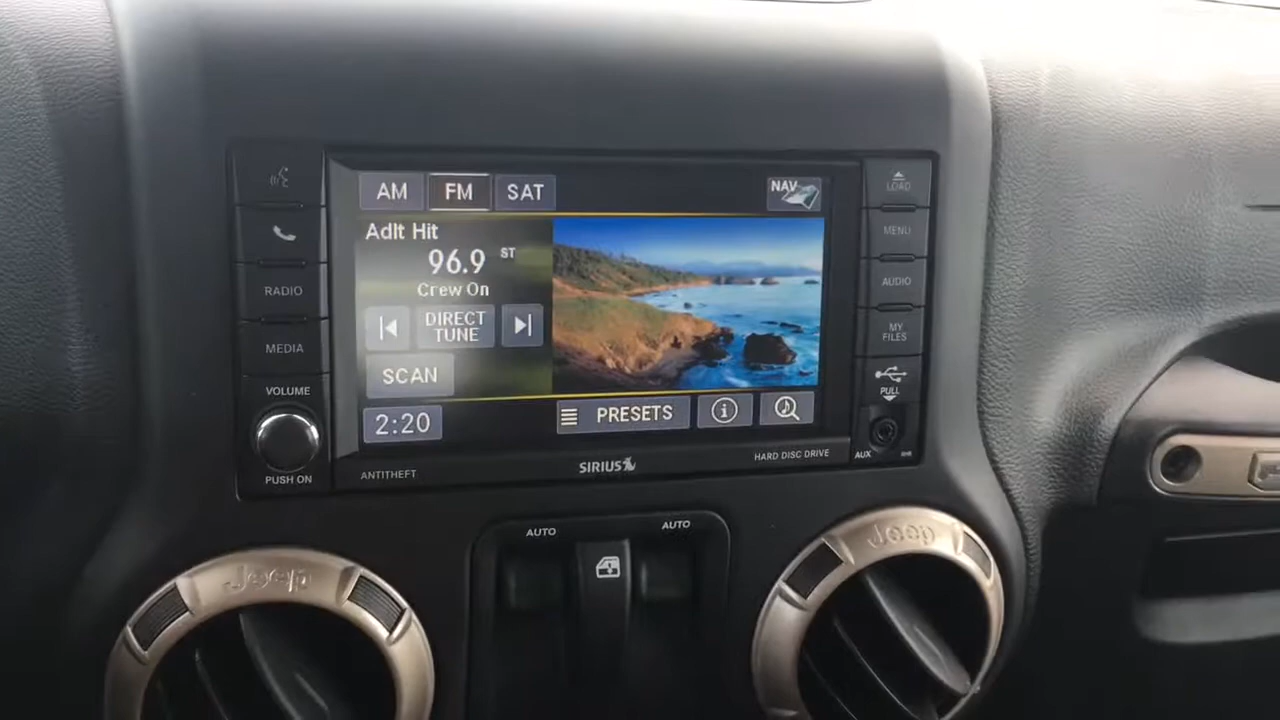 AM FM SAT NAV
LOAD
Adlt Hit
96.9 ST
Crew On
MENU
RADIO
AUDIO
DIRECT
TUNE
MY
FILES
MEDIA
SCAN
VOLUME
PULL
2:20
PRESETS
PUSH ON
ANTITHEFT
SIRIUS
HARD DISC DRIVE
AUX
AUTO
AUTO
Jeep
Jeep